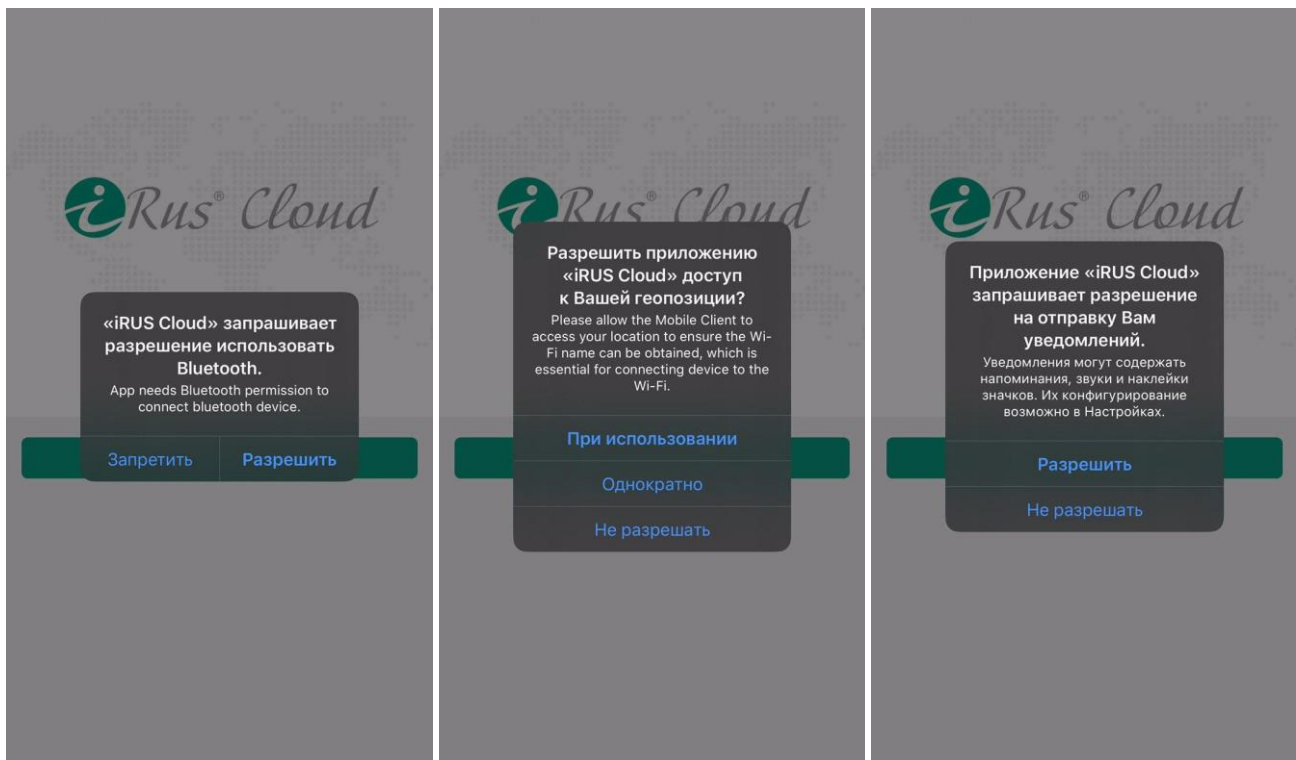 iRus® Cloud
«iRUS Cloud» запрашивает
разрешение использовать
Bluetooth.
App needs Bluetooth permission to
connect bluetooth device.
Запретить
Разрешить
iRus® Cloud
Разрешить приложению
«iRUS Cloud» доступ
к Вашей геопозиции?
Please allow the Mobile Client to
access your location to ensure the Wi-
Fi name can be obtained, which is
essential for connecting device to the
Wi-Fi.
При использовании
Однократно
Не разрешать
iRus® Cloud
Приложение «iRUS Cloud»
запрашивает разрешение
на отправку Вам
уведомлений.
Уведомления могут содержать
напоминания, звуки и наклейки
значков. Их конфигурирование
возможно в Настройках.
Разрешить
Не разрешать